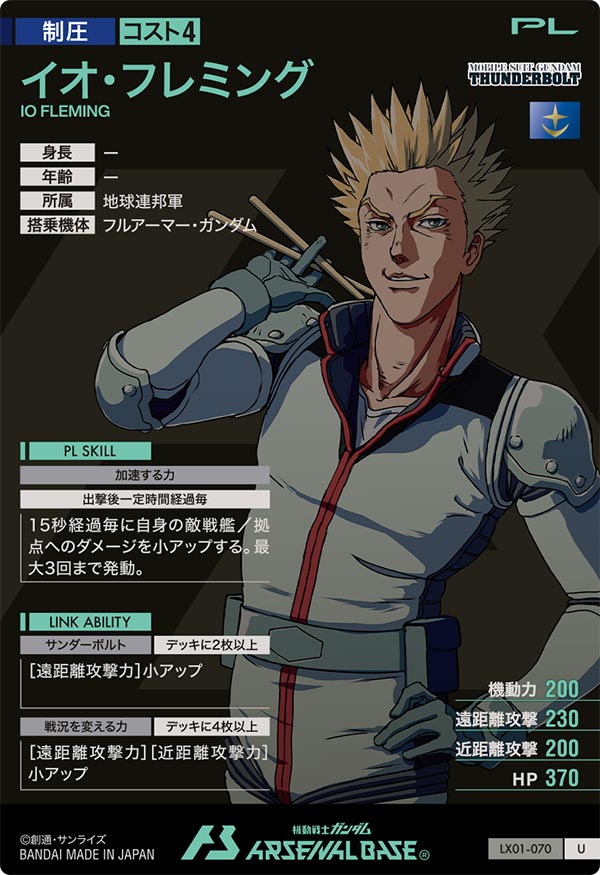 制圧 コスト4 PL
イオ・フレミング
IO FLEMING
MOBILE SUIT GUNDAM
THUNDERBOLT
身長 ー
年齢 ー
所属 地球連邦軍
搭乗機体 フルアーマー・ガンダム
PL SKILL
加速する力
出撃後一定時間経過毎
15秒経過毎に自身の敵戦艦／拠
点へのダメージを小アップする。最
大3回まで発動。
LINK ABILITY
サンダーボルト デッキに2枚以上
［遠距離攻撃力］小アップ
戦況を変える力 デッキに4枚以上
［遠距離攻撃力］［近距離攻撃力］
小アップ
機動力 200
遠距離攻撃 230
近距離攻撃 200
HP 370
©創通・サンライズ
BANDAI MADE IN JAPAN
機動戦士ガンダム
AB ARSENAL BASE®
LX01-070 U